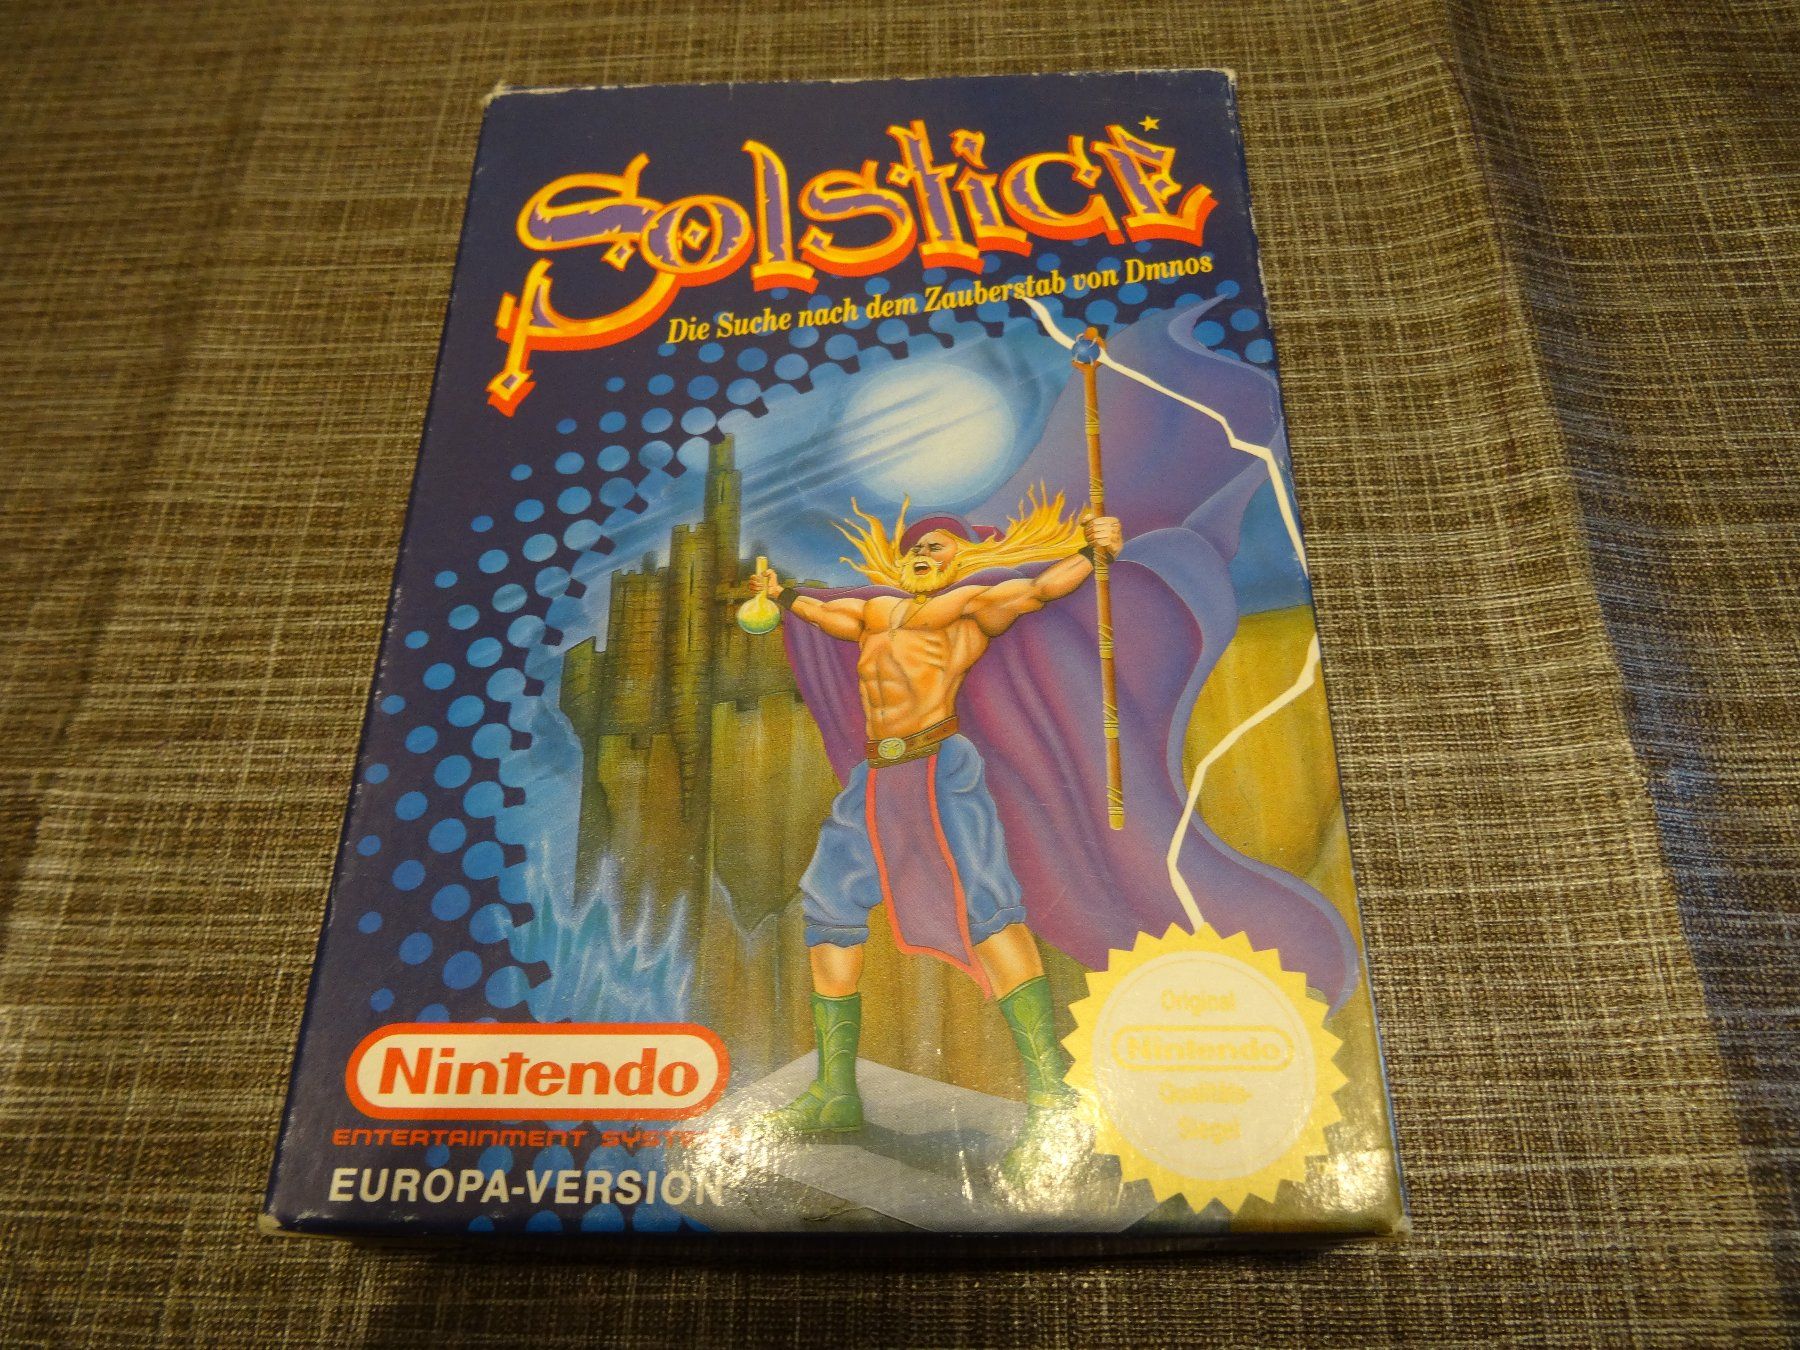 Solstice
Die Suche nach dem Zauberstab von Dmnos
Nintendo
ENTERTAINMENT SYSTEM
EUROPA-VERSION
Original
Nintendo
Qualitäts-
Siegel